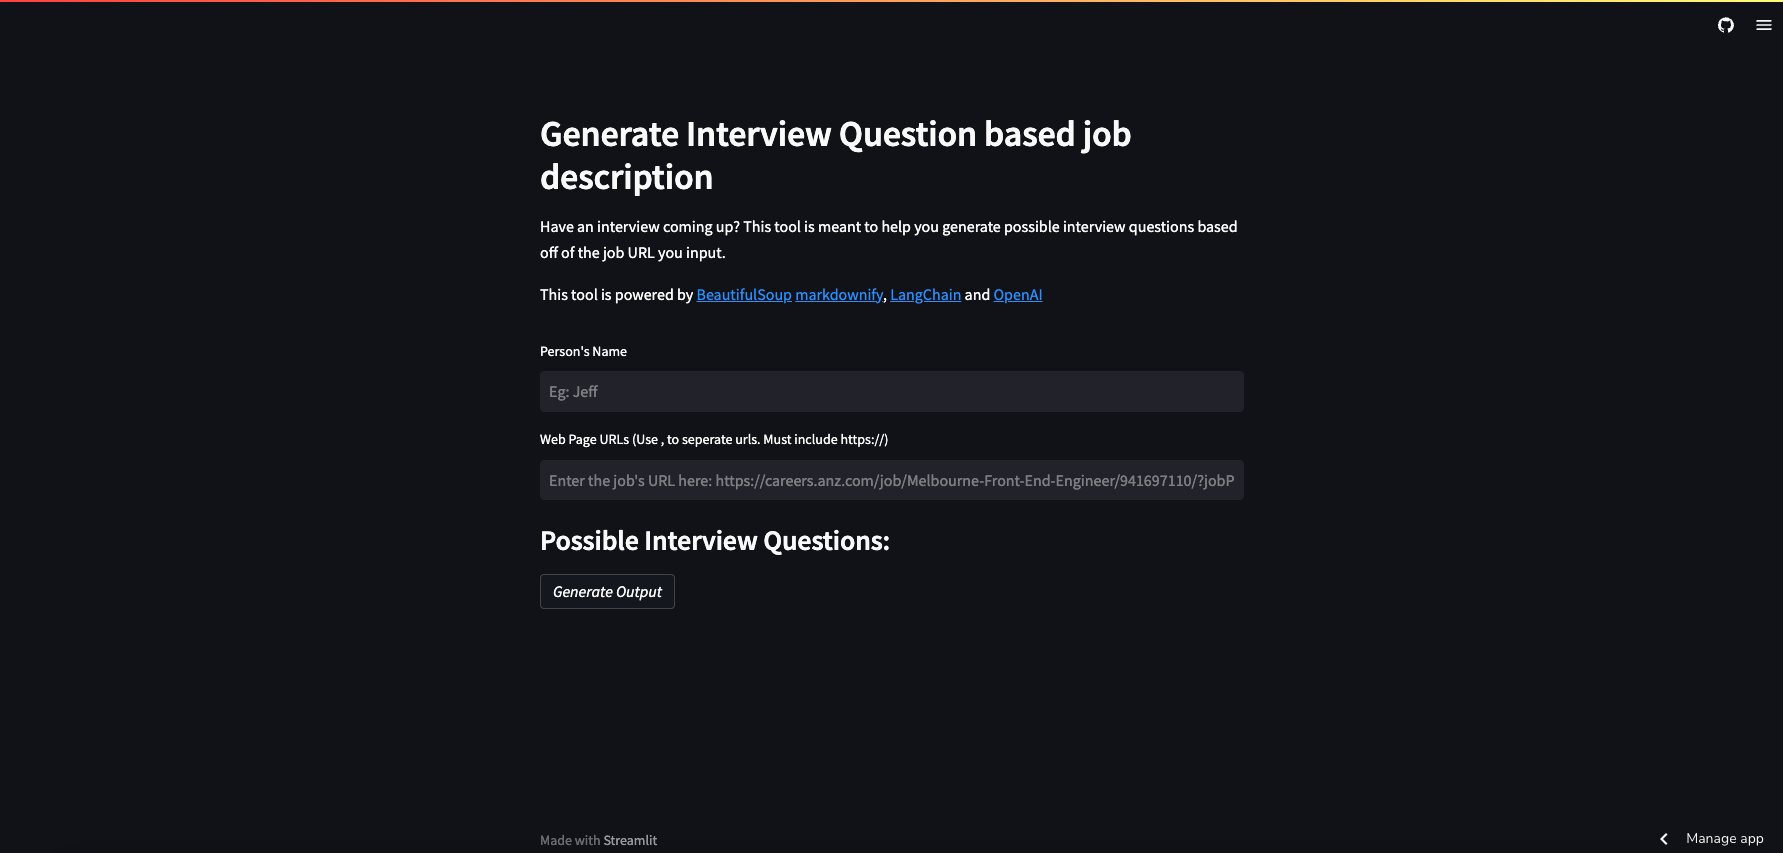 Generate Interview Question based job
description
Have an interview coming up? This tool is meant to help you generate possible interview questions based
off of the job URL you input.
This tool is powered by BeautifulSoup markdownify, LangChain and OpenAI
Person's Name
Eg: Jeff
Web Page URLs (Use , to seperate urls. Must include https://)
Enter the job's URL here: https://careers.anz.com/job/Melbourne-Front-End-Engineer/941697110/?jobP
Possible Interview Questions:
Generate Output
Made with Streamlit
Manage app